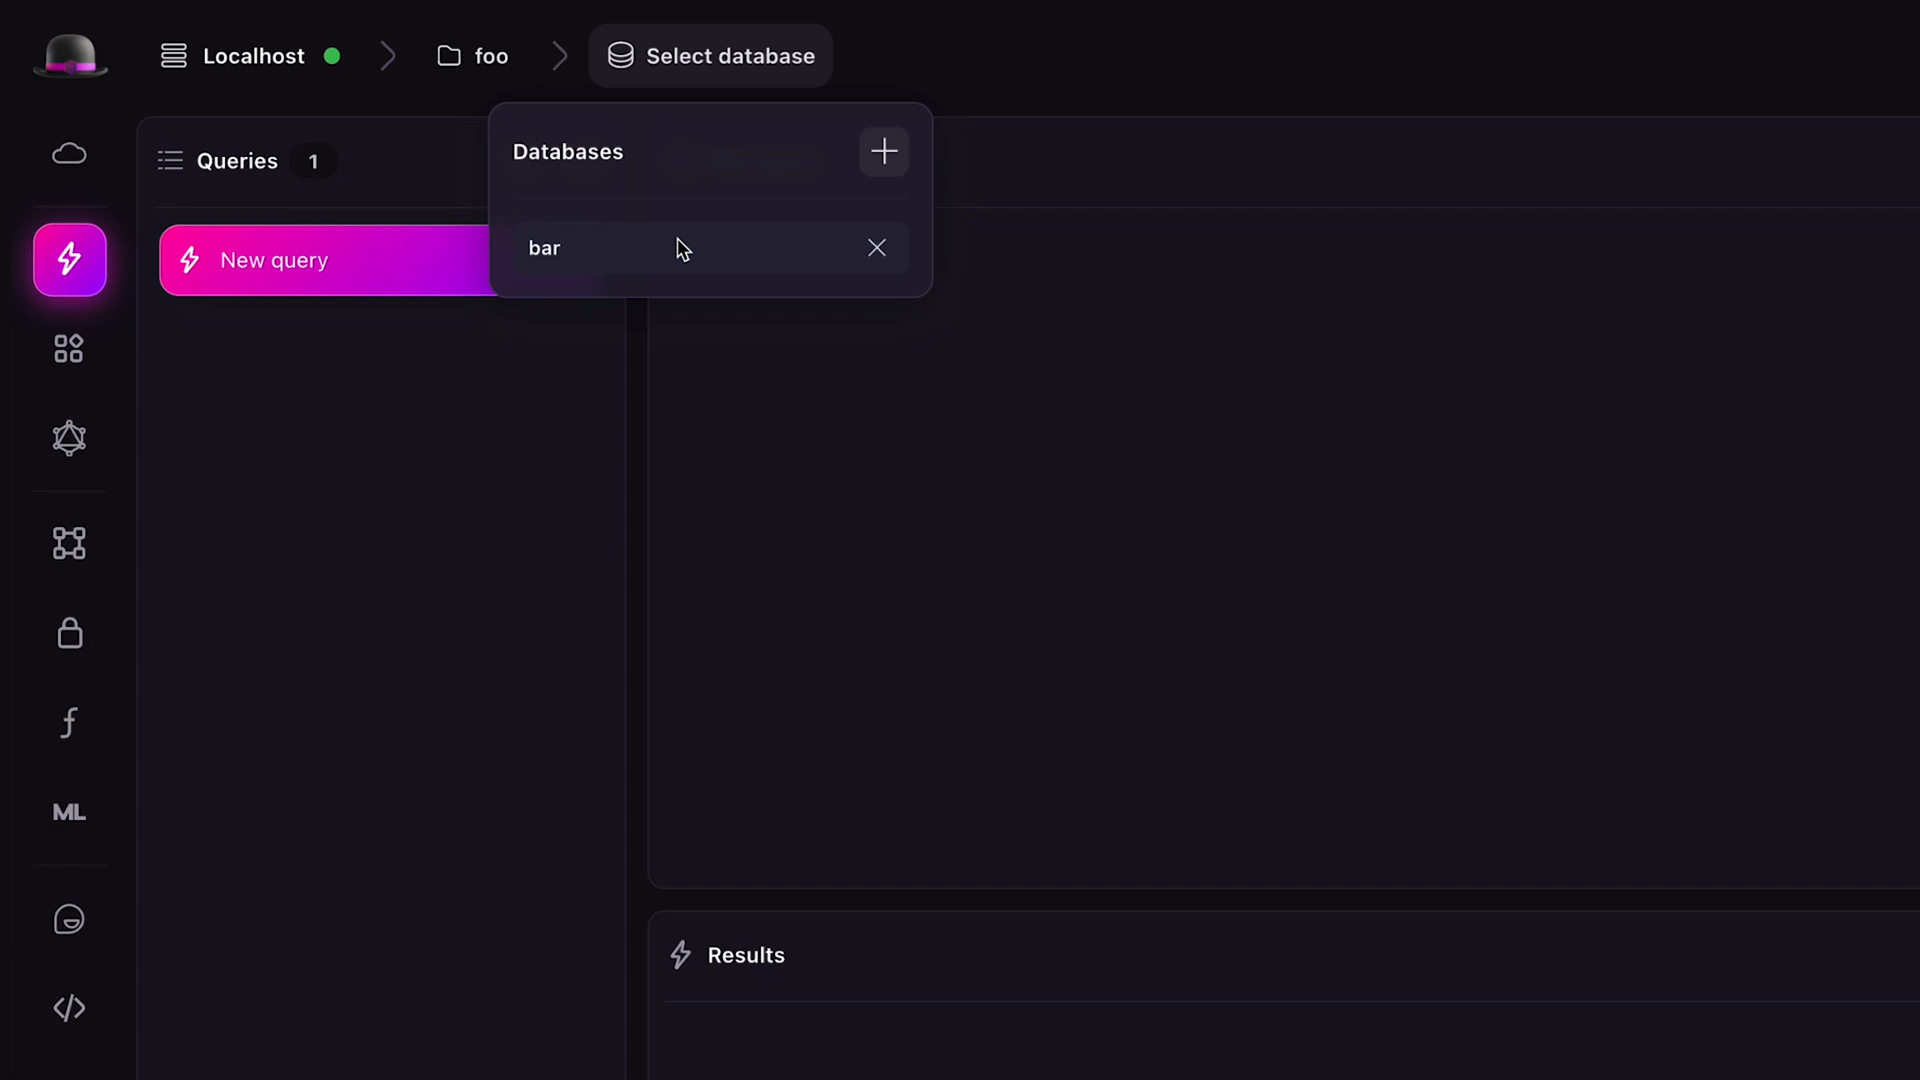 Localhost
foo
Select database
Queries 1
Databases
New query
bar
ML
Results